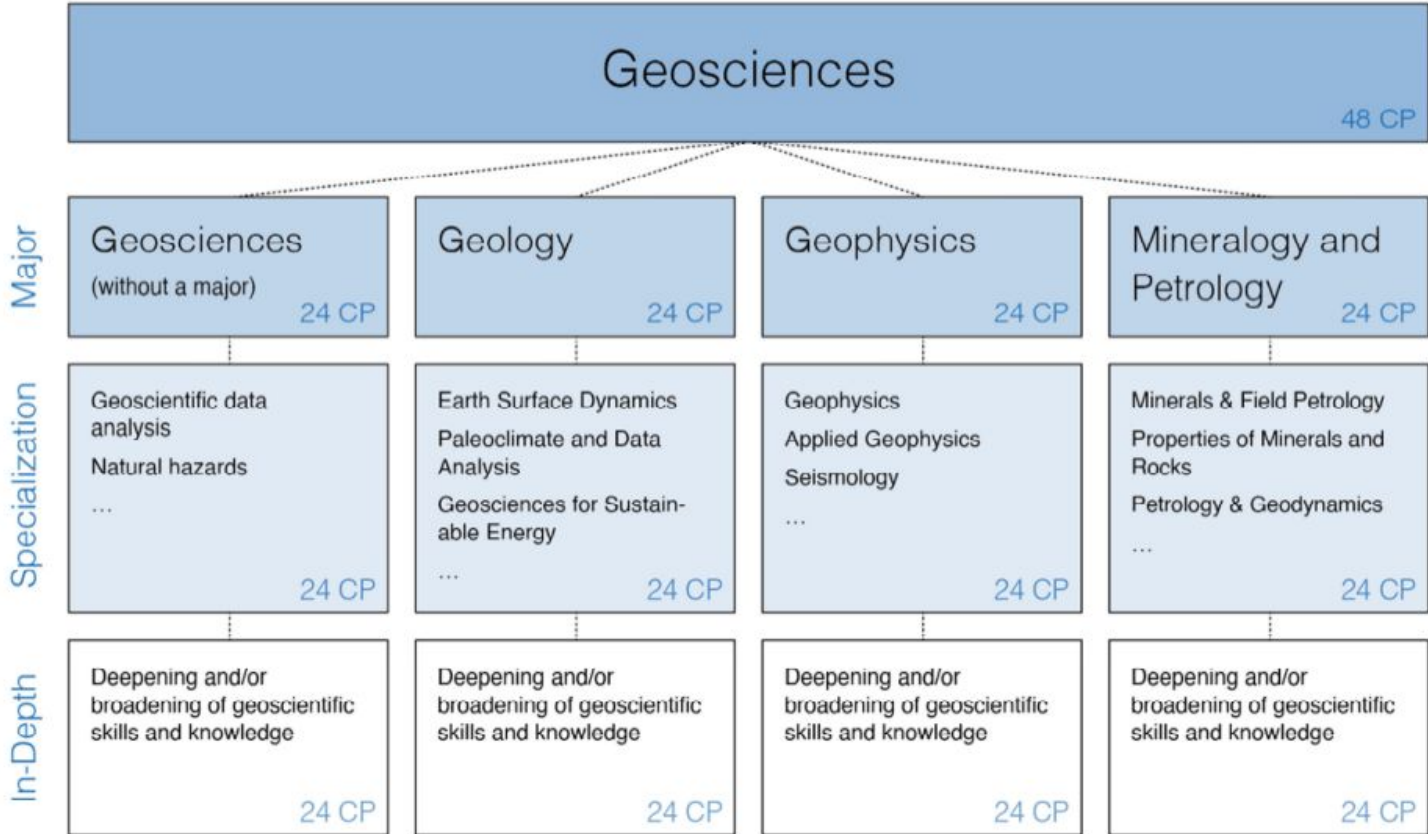 Geosciences
48 CP
Major
Geosciences
(without a major)
24 CP
Geology
24 CP
Geophysics
24 CP
Mineralogy and
Petrology
24 CP
Specialization
Geoscientific data
analysis
Natural hazards
...
24 CP
Earth Surface Dynamics
Paleoclimate and Data
Analysis
Geosciences for Sustain-
able Energy
...
24 CP
Geophysics
Applied Geophysics
Seismology
...
24 CP
Minerals & Field Petrology
Properties of Minerals and
Rocks
Petrology & Geodynamics
...
24 CP
In-Depth
Deepening and/or
broadening of geoscientific
skills and knowledge
24 CP
Deepening and/or
broadening of geoscientific
skills and knowledge
24 CP
Deepening and/or
broadening of geoscientific
skills and knowledge
24 CP
Deepening and/or
broadening of geoscientific
skills and knowledge
24 CP